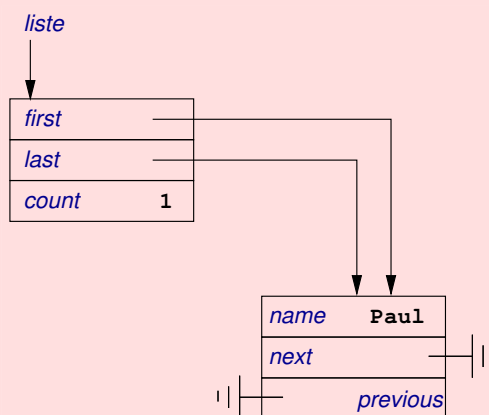 liste
first
last
count 1
name Paul
next
previous